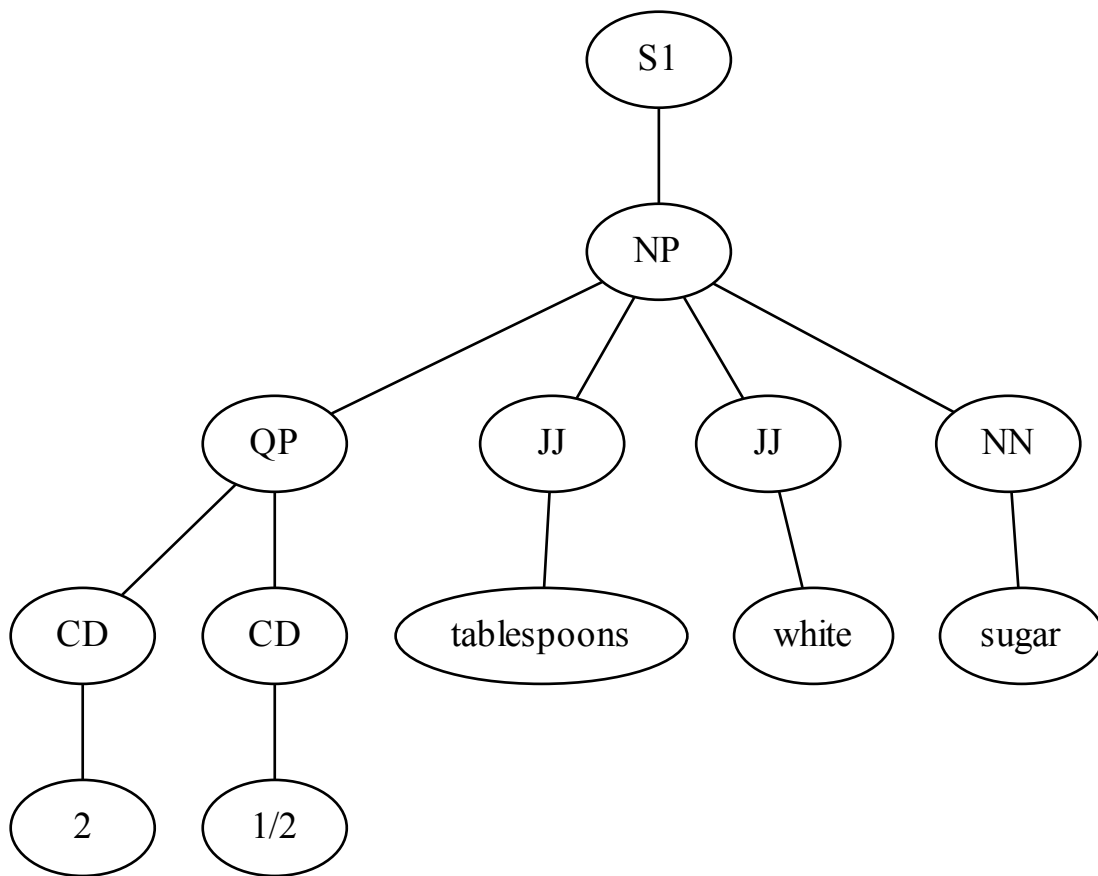 S1
NP
QP JJ JJ NN
CD CD tablespoons white sugar
2 1/2